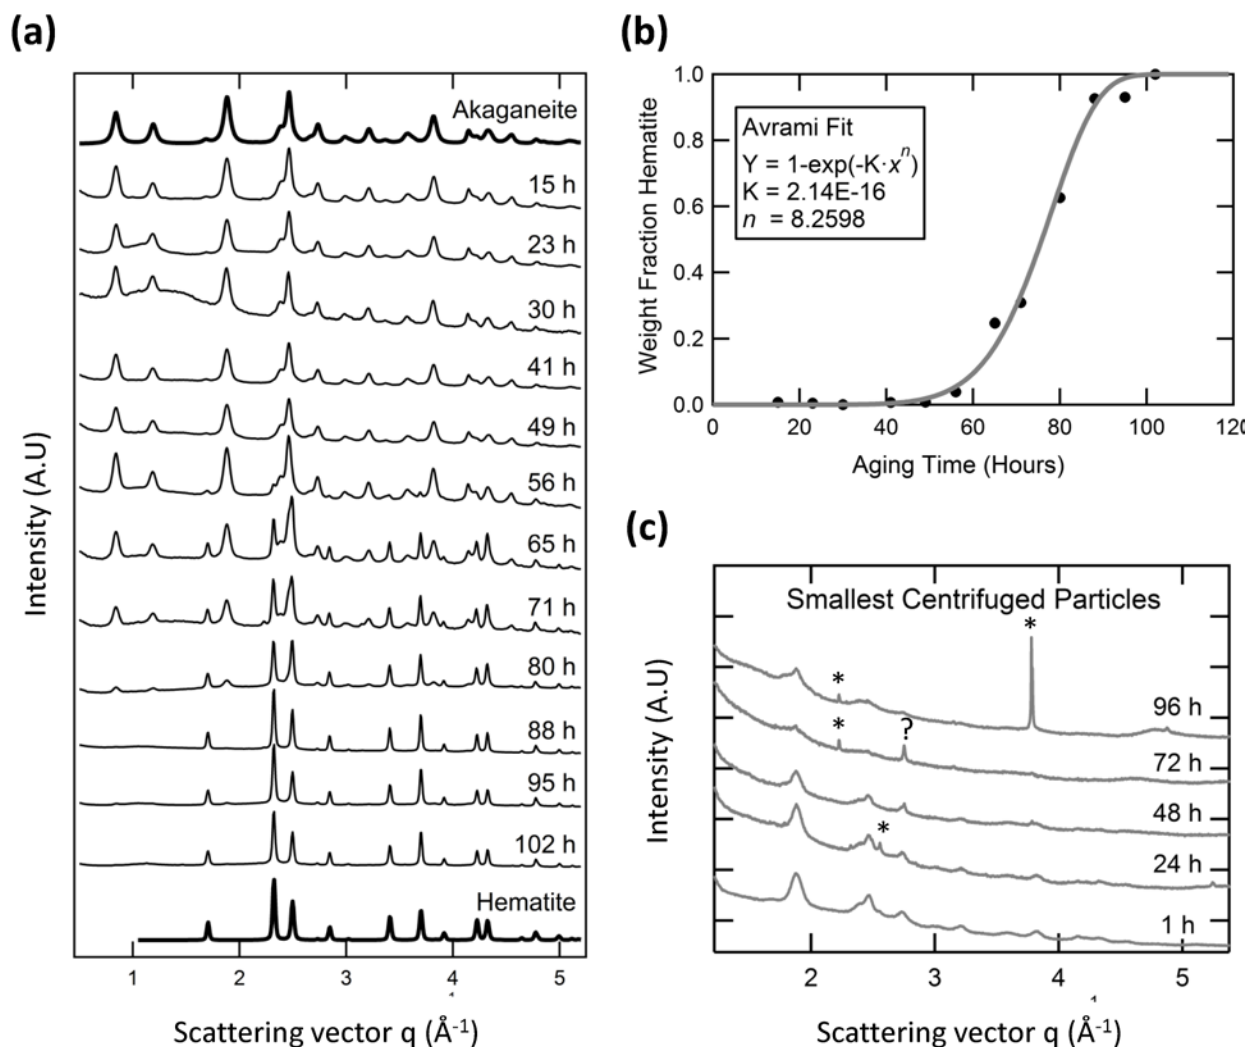 (a)
Akaganeite
15 h
23 h
30 h
41 h
49 h
56 h
65 h
71 h
80 h
88 h
95 h
102 h
Hematite
Intensity (A.U)
1 2 3 4 5
Scattering vector q (Å⁻¹)
(b)
1.0
0.8
0.6
0.4
0.2
0.0
Weight Fraction Hematite
Avrami Fit
Y = 1-exp(-K·xⁿ)
K = 2.14E-16
n = 8.2598
0 20 40 60 80 100 120
Aging Time (Hours)
(c)
Smallest Centrifuged Particles
*
*
96 h
*
?
72 h
48 h
*
24 h
1 h
Intensity (A.U)
2 3 4 5
Scattering vector q (Å⁻¹)